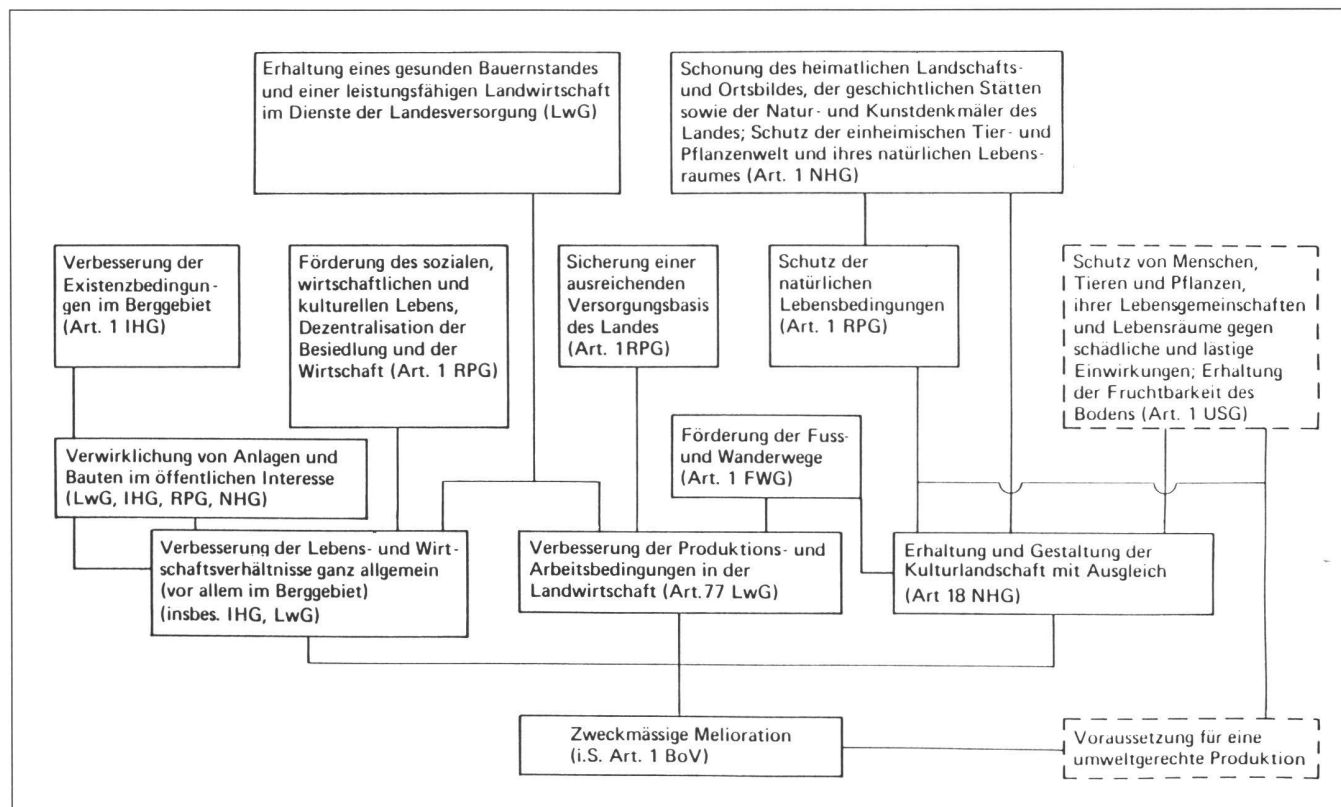 Erhaltung eines gesunden Bauernstandes
und einer leistungsfähigen Landwirtschaft
im Dienste der Landesversorgung (LwG)
Schonung des heimatlichen Landschafts-
und Ortsbildes, der geschichtlichen Stätten
sowie der Natur- und Kunstdenkmäler des
Landes; Schutz der einheimischen Tier- und
Pflanzenwelt und ihres natürlichen Lebens-
raumes (Art. 1 NHG)
Verbesserung der
Existenzbedingun-
gen im Berggebiet
(Art. 1 IHG)
Förderung des sozialen,
wirtschaftlichen und
kulturellen Lebens,
Dezentralisation der
Besiedlung und der
Wirtschaft (Art. 1 RPG)
Sicherung einer
ausreichenden
Versorgungsbasis
des Landes
(Art. 1RPG)
Schutz der
natürlichen
Lebensbedingungen
(Art. 1 RPG)
Schutz von Menschen,
Tieren und Pflanzen,
ihrer Lebensgemeinschaften
und Lebensräume gegen
schädliche und lästige
Einwirkungen; Erhaltung
der Fruchtbarkeit des
Bodens (Art. 1 USG)
Verwirklichung von Anlagen und
Bauten im öffentlichen Interesse
(LwG, IHG, RPG, NHG)
Förderung der Fuss-
und Wanderwege
(Art. 1 FWG)
Verbesserung der Lebens- und Wirt-
schaftsverhältnisse ganz allgemein
(vor allem im Berggebiet)
(insbes. IHG, LwG)
Verbesserung der Produktions- und
Arbeitsbedingungen in der
Landwirtschaft (Art.77 LwG)
Erhaltung und Gestaltung der
Kulturlandschaft mit Ausgleich
(Art 18 NHG)
Zweckmässige Melioration
(i.S. Art. 1 BoV)
Voraussetzung für eine
umweltgerechte Produktion